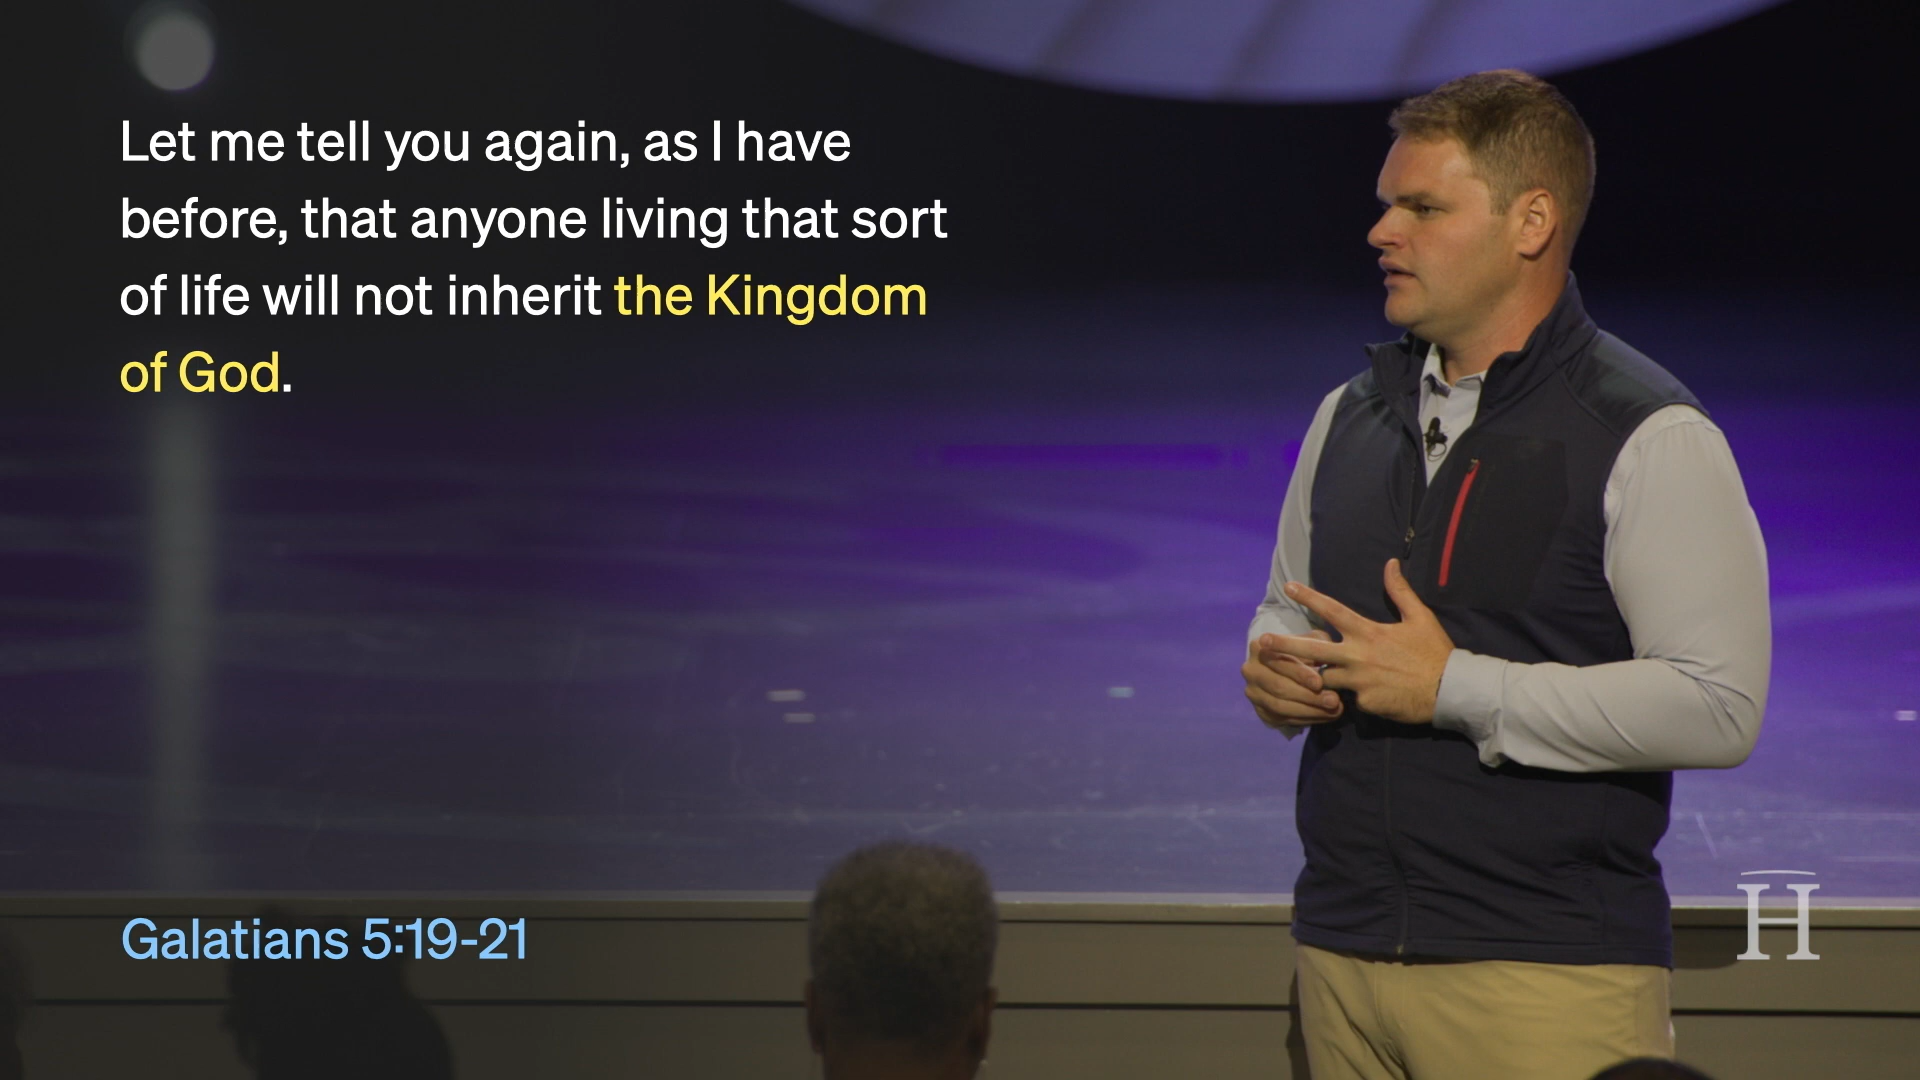 Let me tell you again, as I have
before, that anyone living that sort
of life will not inherit the Kingdom
of God.
Galatians 5:19-21
H